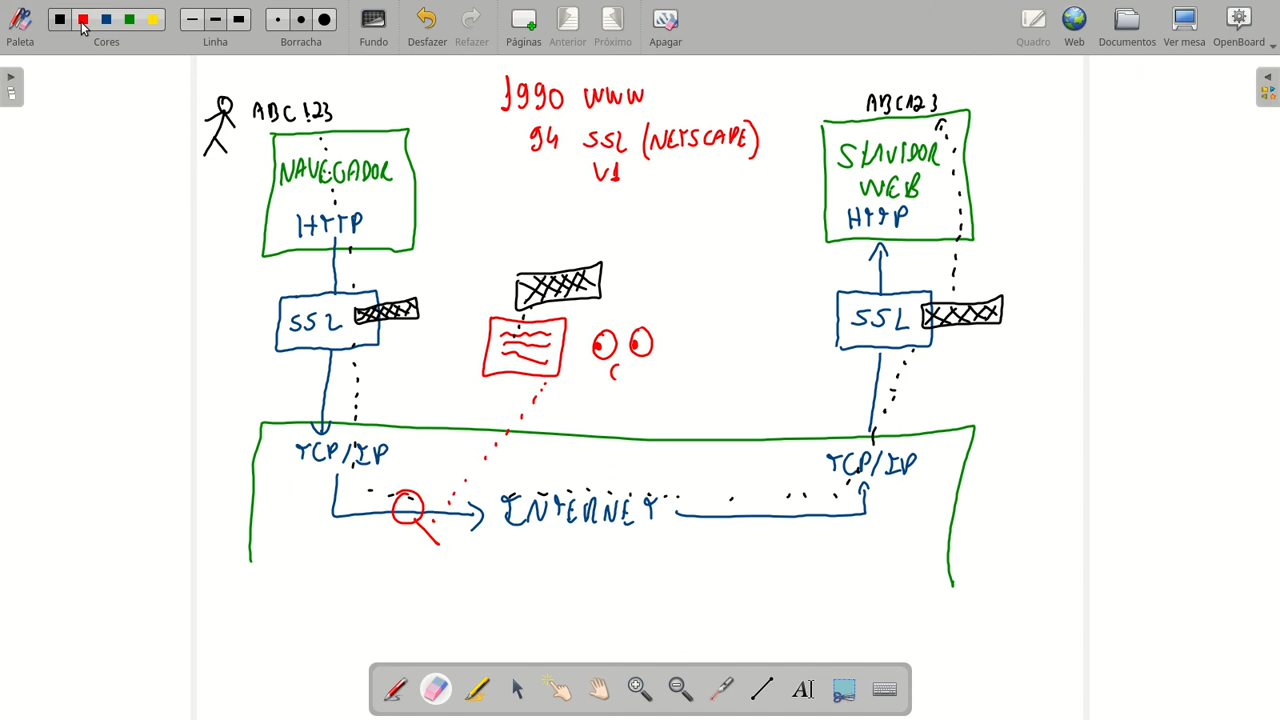 Paleta
Cores
Linha
Borracha
Fundo
Desfazer
Refazer
Páginas
Anterior
Próximo
Apagar
Quadro
Web
Documentos
Ver mesa
OpenBoard
1990 WWW
94 SSL (NETSCAPE)
V1
ABC123
NAVEGADOR
HTTP
SSL
TCP/IP
INTERNET
ABC123
SERVIDOR
WEB
HTTP
SSL
TCP/IP
AI